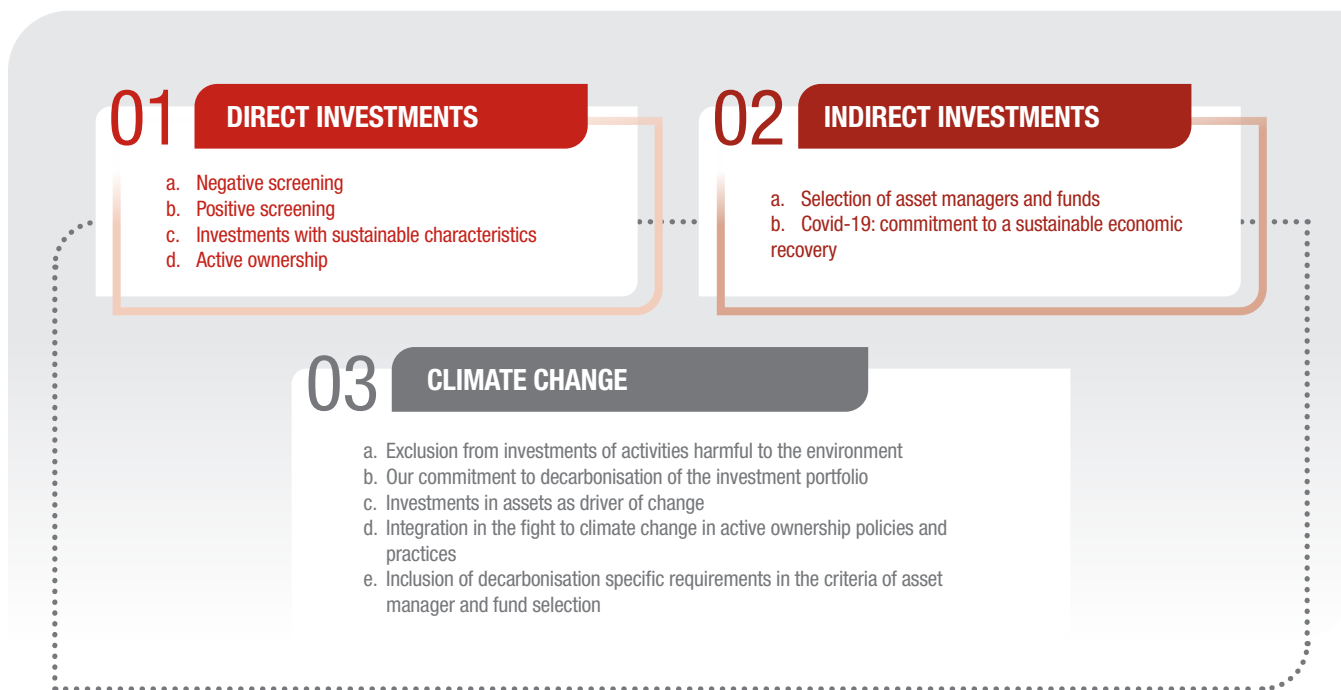 01 DIRECT INVESTMENTS
a. Negative screening
b. Positive screening
c. Investments with sustainable characteristics
d. Active ownership
02 INDIRECT INVESTMENTS
a. Selection of asset managers and funds
b. Covid-19: commitment to a sustainable economic
recovery
03 CLIMATE CHANGE
a. Exclusion from investments of activities harmful to the environment
b. Our commitment to decarbonisation of the investment portfolio
c. Investments in assets as driver of change
d. Integration in the fight to climate change in active ownership policies and
practices
e. Inclusion of decarbonisation specific requirements in the criteria of asset
manager and fund selection